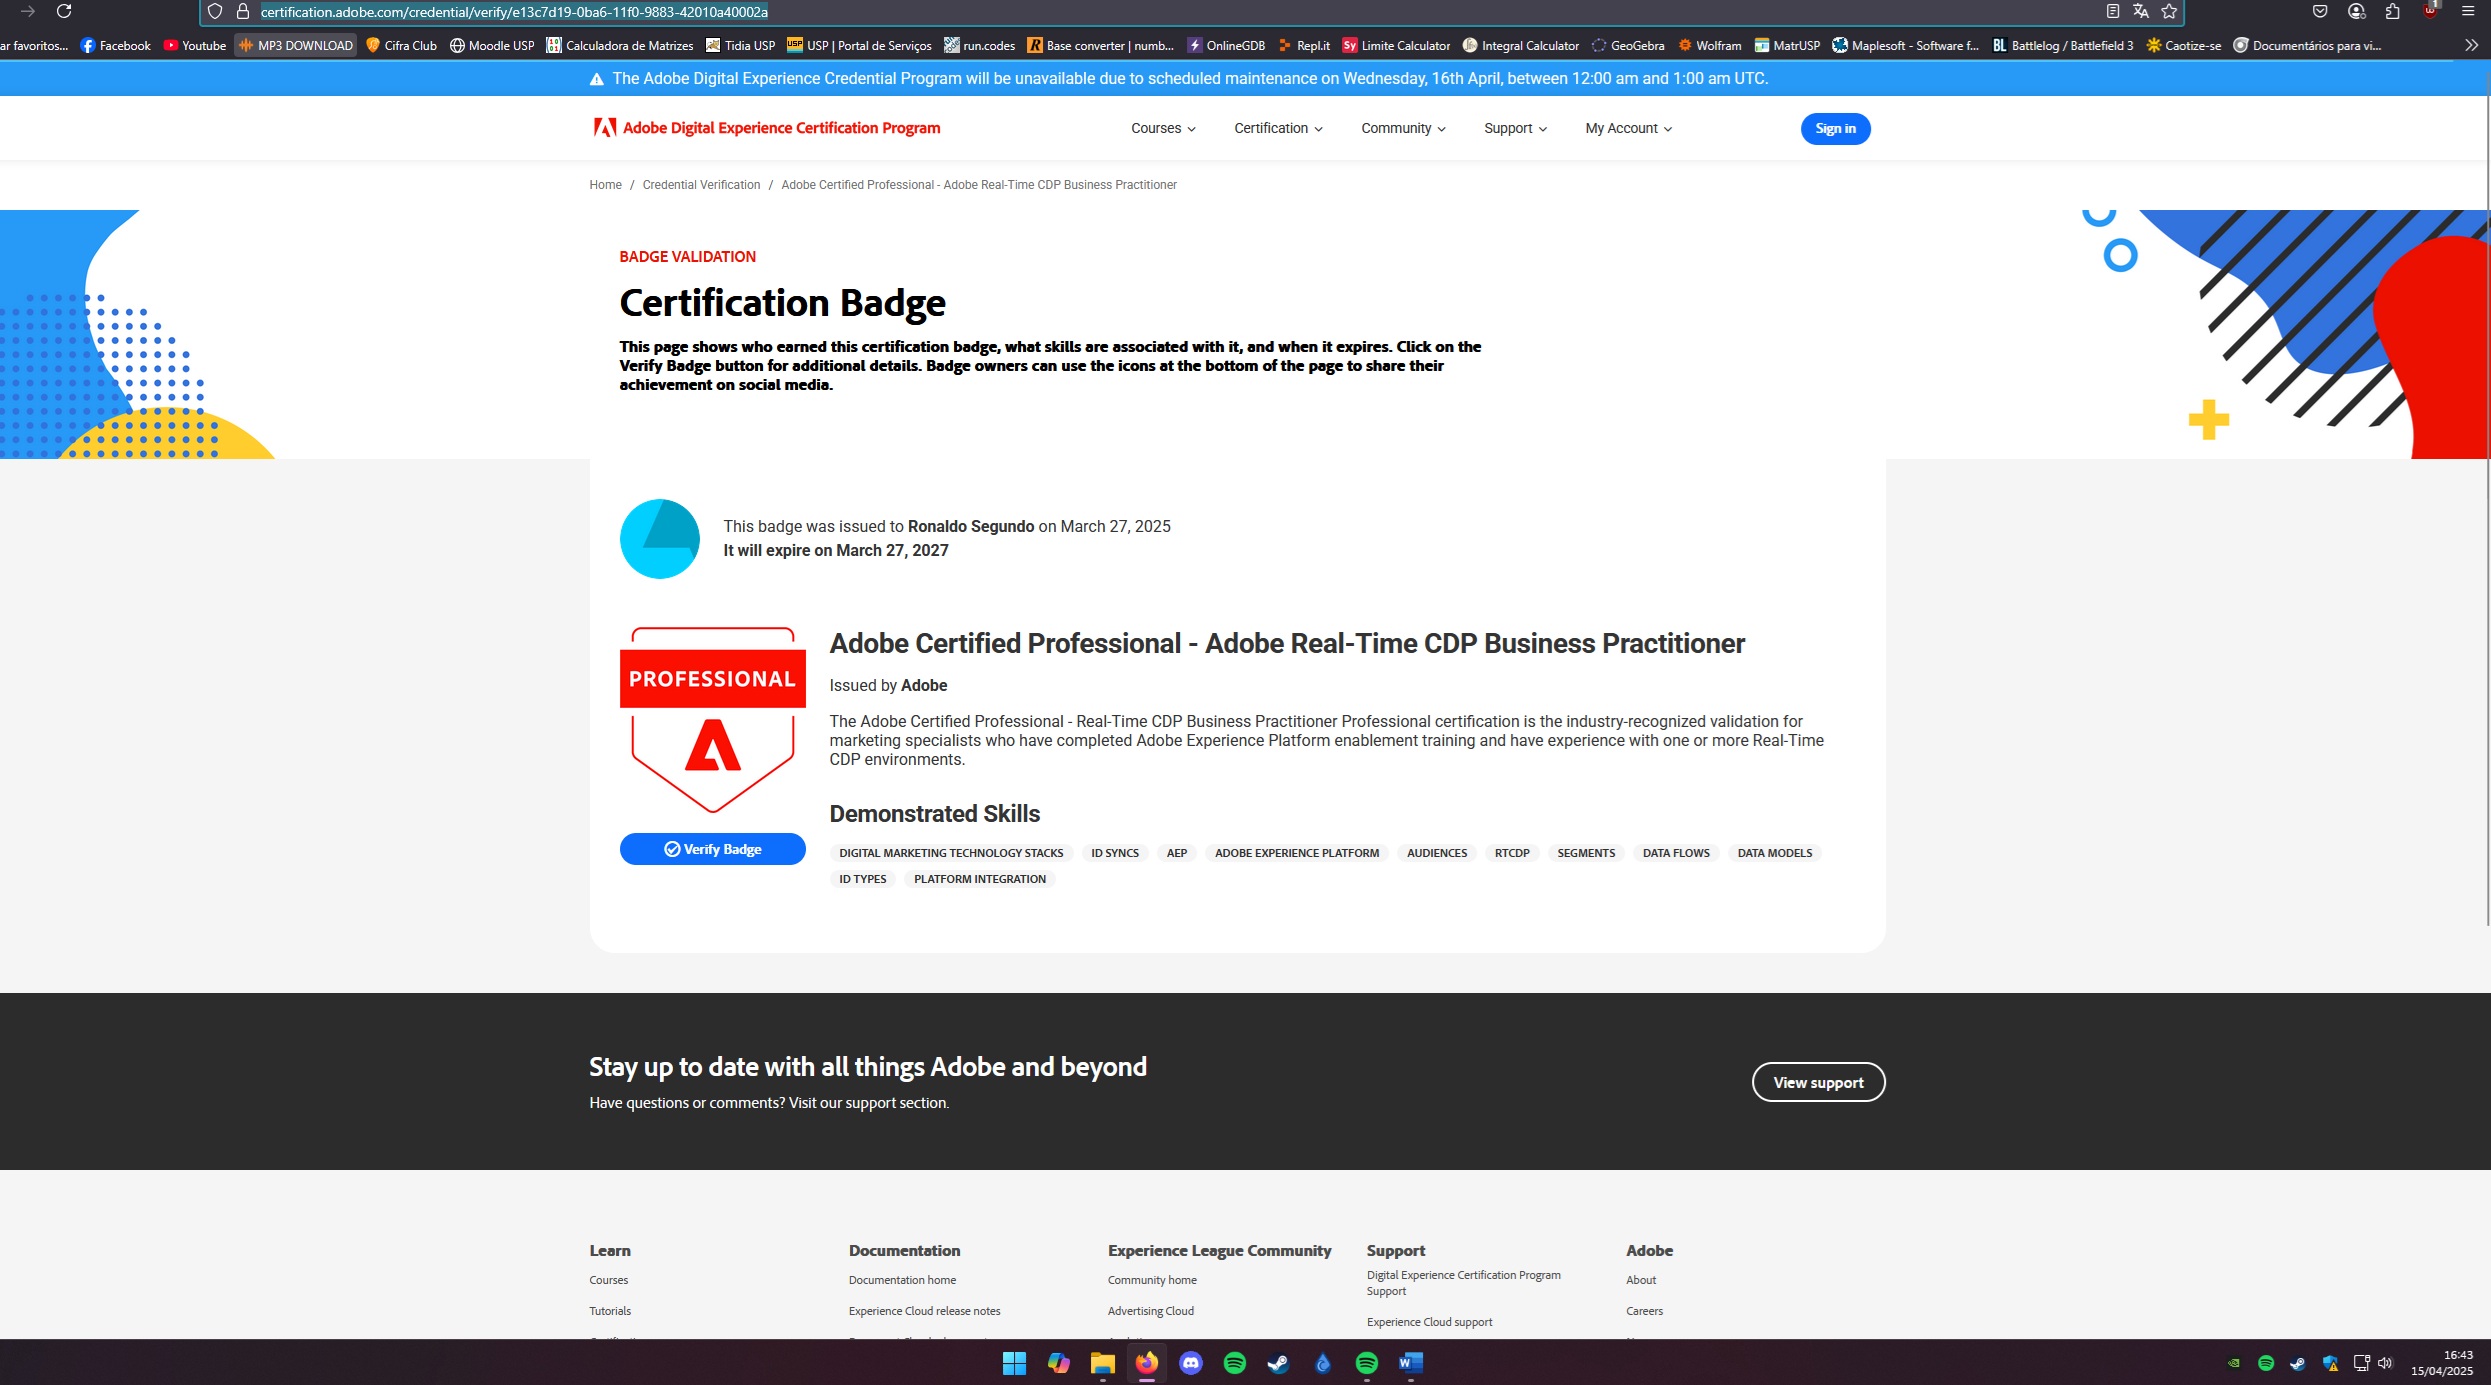 certification.adobe.com/credential/verify/e13c7d19-0ba6-11f0-9883-42010a40002a
1
ar favoritos... Facebook Youtube MP3 DOWNLOAD Cifra Club Moodle USP Calculadora de Matrizes Tidia USP USP | Portal de Serviços run.codes Base converter | numb... OnlineGDB Repl.it Limite Calculator Integral Calculator GeoGebra Wolfram MatrUSP Maplesoft - Software f... Battlelog / Battlefield 3 Caotize-se Documentários para vi...
The Adobe Digital Experience Credential Program will be unavailable due to scheduled maintenance on Wednesday, 16th April, between 12:00 am and 1:00 am UTC.
Adobe Digital Experience Certification Program Courses Certification Community Support My Account Sign in
Home / Credential Verification / Adobe Certified Professional - Adobe Real-Time CDP Business Practitioner
BADGE VALIDATION
Certification Badge
This page shows who earned this certification badge, what skills are associated with it, and when it expires. Click on the
Verify Badge button for additional details. Badge owners can use the icons at the bottom of the page to share their
achievement on social media.
This badge was issued to Ronaldo Segundo on March 27, 2025
It will expire on March 27, 2027
PROFESSIONAL
Verify Badge
Adobe Certified Professional - Adobe Real-Time CDP Business Practitioner
Issued by Adobe
The Adobe Certified Professional - Real-Time CDP Business Practitioner Professional certification is the industry-recognized validation for
marketing specialists who have completed Adobe Experience Platform enablement training and have experience with one or more Real-Time
CDP environments.
Demonstrated Skills
DIGITAL MARKETING TECHNOLOGY STACKS ID SYNCS AEP ADOBE EXPERIENCE PLATFORM AUDIENCES RTCDP SEGMENTS DATA FLOWS DATA MODELS
ID TYPES PLATFORM INTEGRATION
Stay up to date with all things Adobe and beyond
Have questions or comments? Visit our support section.
View support
Learn
Courses
Tutorials
Documentation
Documentation home
Experience Cloud release notes
Experience League Community
Community home
Advertising Cloud
Support
Digital Experience Certification Program
Support
Experience Cloud support
Adobe
About
Careers
16:43
15/04/2025